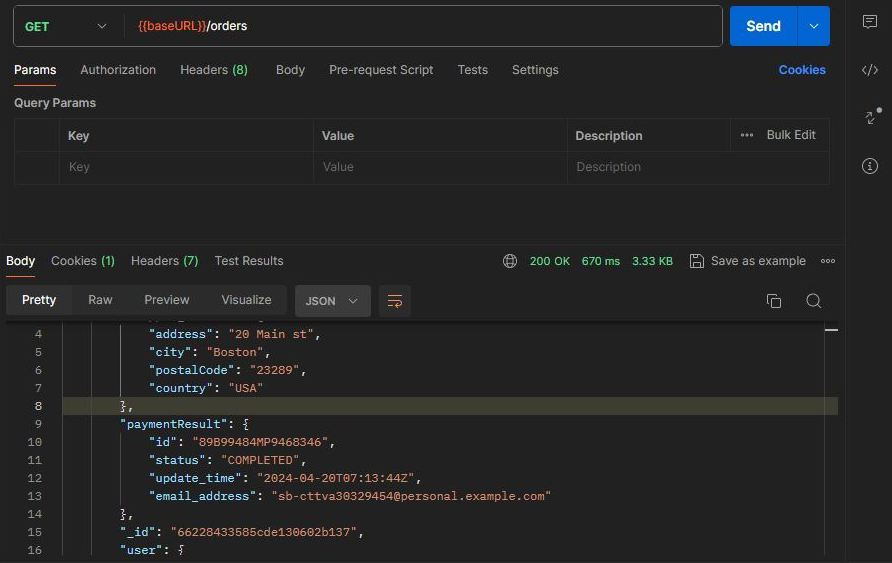 GET {{baseURL}}/orders Send
Params Authorization Headers (8) Body Pre-request Script Tests Settings Cookies
Query Params
Key Value Description ••• Bulk Edit
Key Value Description
Body Cookies (1) Headers (7) Test Results 200 OK 670 ms 3.33 KB Save as example
Pretty Raw Preview Visualize JSON
4 "address": "20 Main st",
5 "city": "Boston",
6 "postalCode": "23289",
7 "country": "USA"
8 },
9 "paymentResult": {
10 "id": "89B99484MP9468346",
11 "status": "COMPLETED",
12 "update_time": "2024-04-20T07:13:44Z",
13 "email_address": "sb-cttva30329454@personal.example.com"
14 },
15 "_id": "66228433585cde130602b137",
16 "user": {